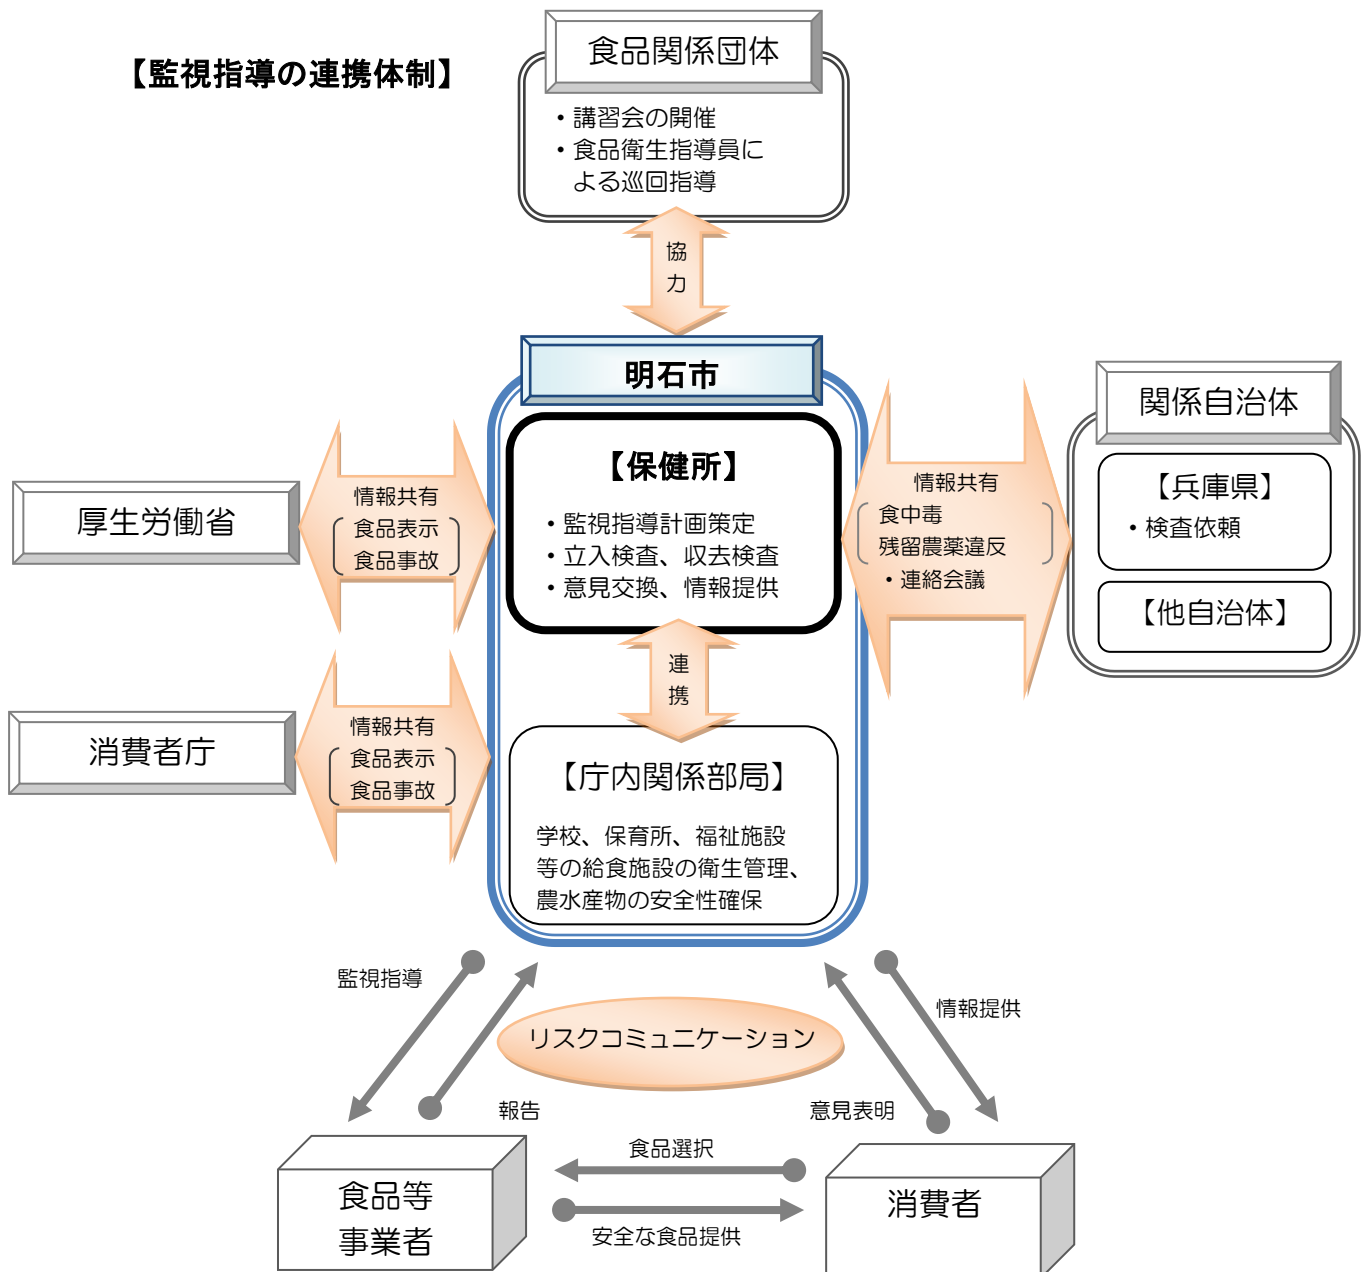 【監視指導の連携体制】
食品関係団体
・講習会の開催
・食品衛生指導員に
よる巡回指導
協
力
明石市
【保健所】
・監視指導計画策定
・立入検査、収去検査
・意見交換、情報提供
連
携
【庁内関係部局】
学校、保育所、福祉施設
等の給食施設の衛生管理、
農水産物の安全性確保
厚生労働省
情報共有
食品表示
食品事故
消費者庁
情報共有
食品表示
食品事故
情報共有
食中毒
残留農薬違反
・連絡会議
関係自治体
【兵庫県】
・検査依頼
【他自治体】
監視指導
報告
リスクコミュニケーション
意見表明
情報提供
食品選択
安全な食品提供
食品等
事業者
消費者